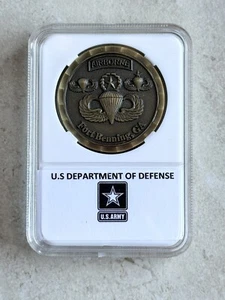 AIRBORNE
Fort Benning, GA
U.S DEPARTMENT OF DEFENSE
U.S.ARMY